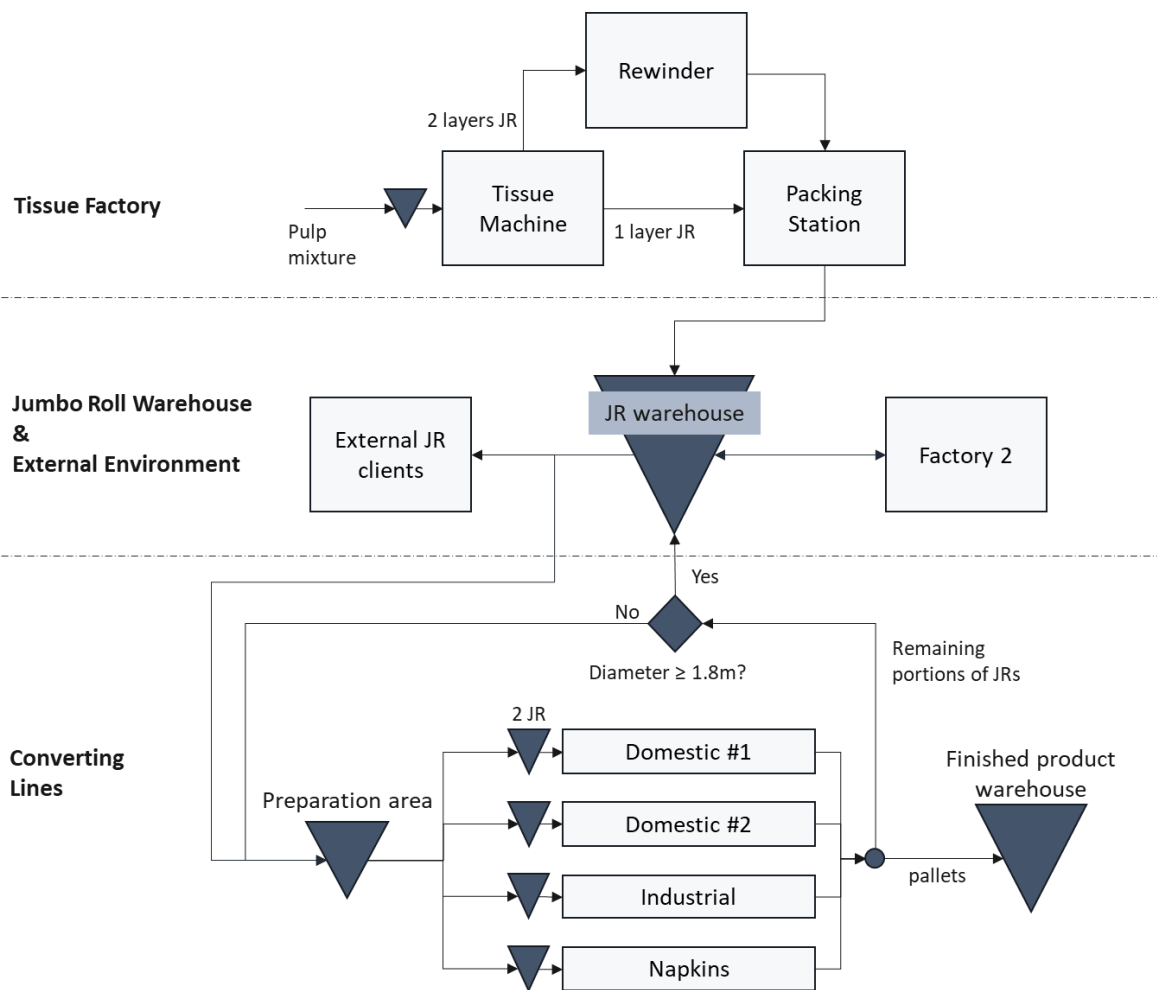 Rewinder
2 layers JR
Tissue Factory
Pulp
mixture
Tissue
Machine
1 layer JR
Packing
Station
Jumbo Roll Warehouse
&
External Environment
External JR
clients
JR warehouse
Factory 2
Yes
No
Diameter ≥ 1.8m?
Remaining
portions of JRs
Converting
Lines
2 JR
Preparation area
Domestic #1
Domestic #2
Industrial
Napkins
Finished product
warehouse
pallets